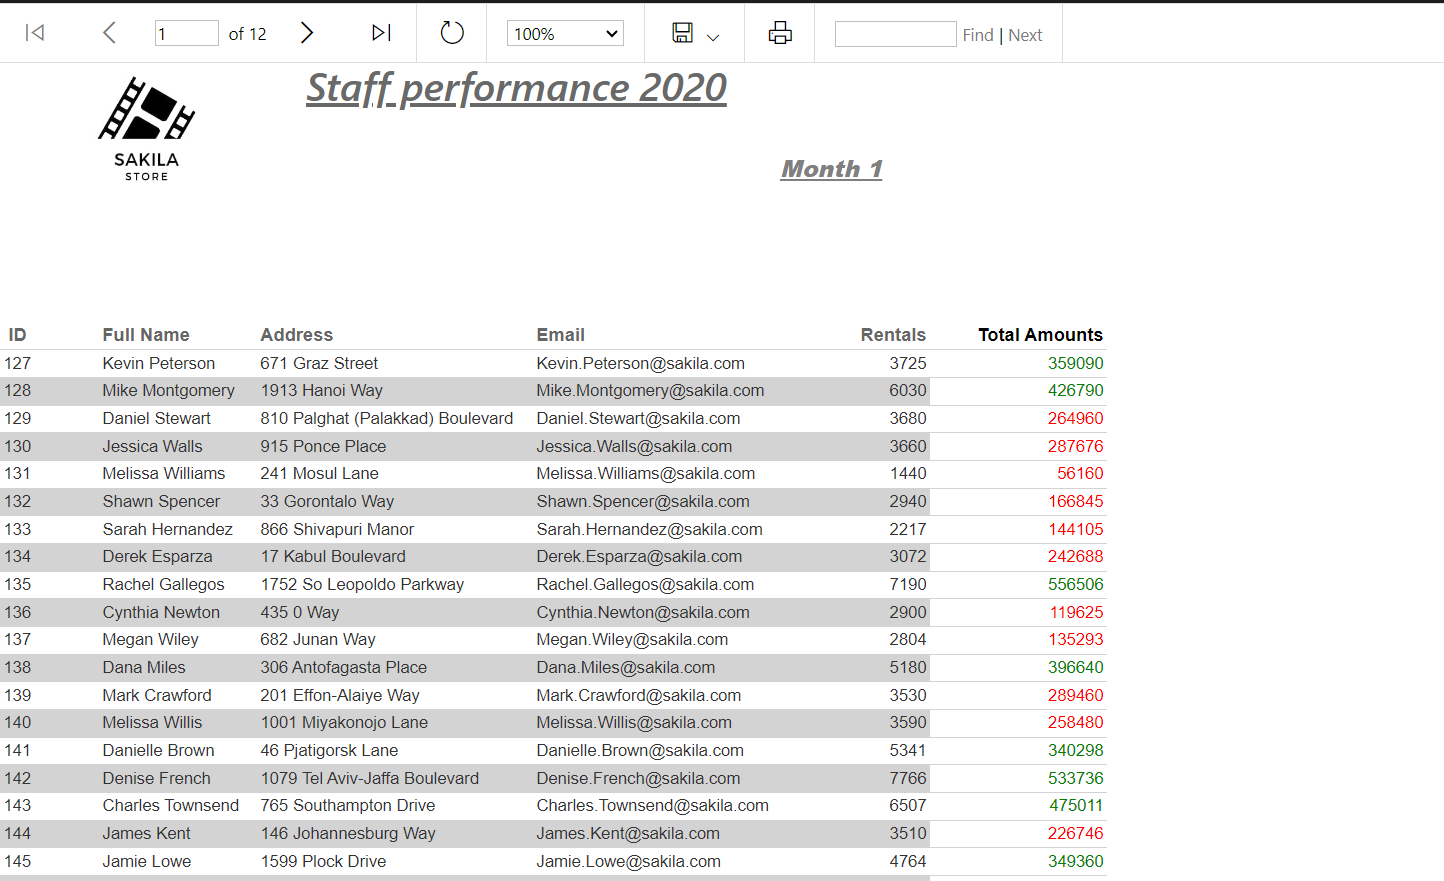 1 of 12 100% Find | Next
Staff performance 2020
SAKILA
STORE
Month 1
ID Full Name Address Email Rentals Total Amounts
127 Kevin Peterson 671 Graz Street Kevin.Peterson@sakila.com 3725 359090
128 Mike Montgomery 1913 Hanoi Way Mike.Montgomery@sakila.com 6030 426790
129 Daniel Stewart 810 Palghat (Palakkad) Boulevard Daniel.Stewart@sakila.com 3680 264960
130 Jessica Walls 915 Ponce Place Jessica.Walls@sakila.com 3660 287676
131 Melissa Williams 241 Mosul Lane Melissa.Williams@sakila.com 1440 56160
132 Shawn Spencer 33 Gorontalo Way Shawn.Spencer@sakila.com 2940 166845
133 Sarah Hernandez 866 Shivapuri Manor Sarah.Hernandez@sakila.com 2217 144105
134 Derek Esparza 17 Kabul Boulevard Derek.Esparza@sakila.com 3072 242688
135 Rachel Gallegos 1752 So Leopoldo Parkway Rachel.Gallegos@sakila.com 7190 556506
136 Cynthia Newton 435 0 Way Cynthia.Newton@sakila.com 2900 119625
137 Megan Wiley 682 Junan Way Megan.Wiley@sakila.com 2804 135293
138 Dana Miles 306 Antofagasta Place Dana.Miles@sakila.com 5180 396640
139 Mark Crawford 201 Effon-Alaiye Way Mark.Crawford@sakila.com 3530 289460
140 Melissa Willis 1001 Miyakonojo Lane Melissa.Willis@sakila.com 3590 258480
141 Danielle Brown 46 Pjatigorsk Lane Danielle.Brown@sakila.com 5341 340298
142 Denise French 1079 Tel Aviv-Jaffa Boulevard Denise.French@sakila.com 7766 533736
143 Charles Townsend 765 Southampton Drive Charles.Townsend@sakila.com 6507 475011
144 James Kent 146 Johannesburg Way James.Kent@sakila.com 3510 226746
145 Jamie Lowe 1599 Plock Drive Jamie.Lowe@sakila.com 4764 349360